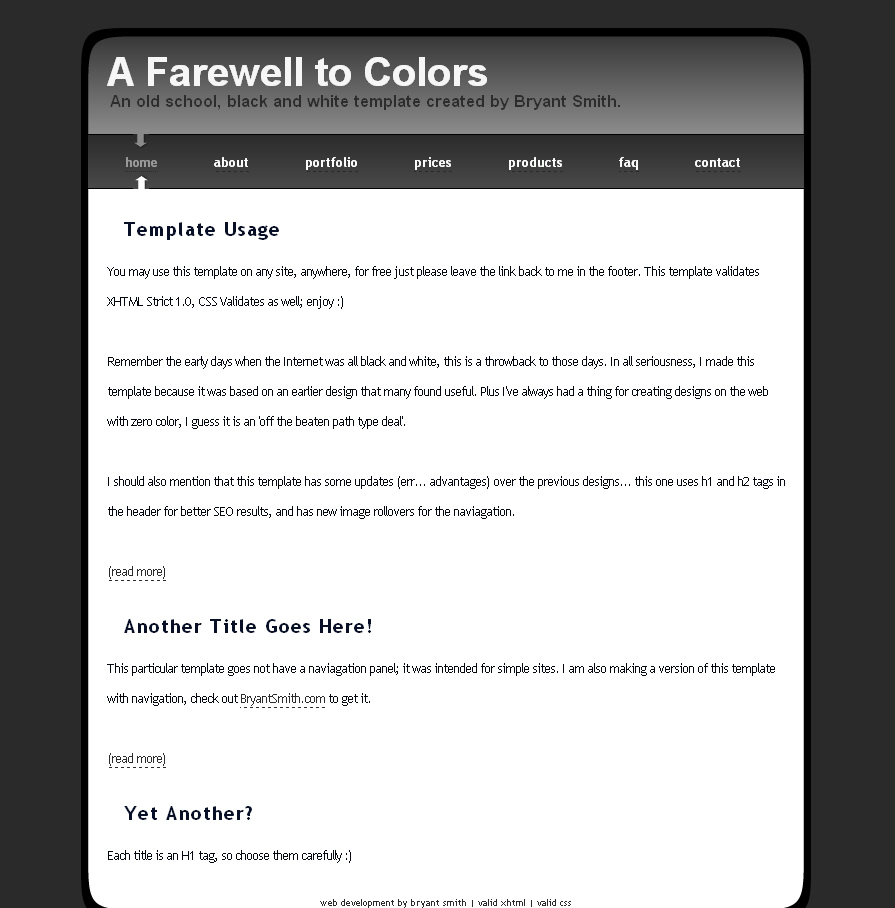 A Farewell to Colors
An old school, black and white template created by Bryant Smith.
home about portfolio prices products faq contact
Template Usage
You may use this template on any site, anywhere, for free just please leave the link back to me in the footer. This template validates
XHTML Strict 1.0, CSS Validates as well; enjoy :)
Remember the early days when the Internet was all black and white, this is a throwback to those days. In all seriousness, I made this
template because it was based on an earlier design that many found useful. Plus I've always had a thing for creating designs on the web
with zero color, I guess it is an 'off the beaten path type deal'.
I should also mention that this template has some updates (err... advantages) over the previous designs... this one uses h1 and h2 tags in
the header for better SEO results, and has new image rollovers for the naviagation.
(read more)
Another Title Goes Here!
This particular template goes not have a naviagation panel; it was intended for simple sites. I am also making a version of this template
with navigation, check out BryantSmith.com to get it.
(read more)
Yet Another?
Each title is an H1 tag, so choose them carefully :)
web development by bryant smith | valid xhtml | valid css